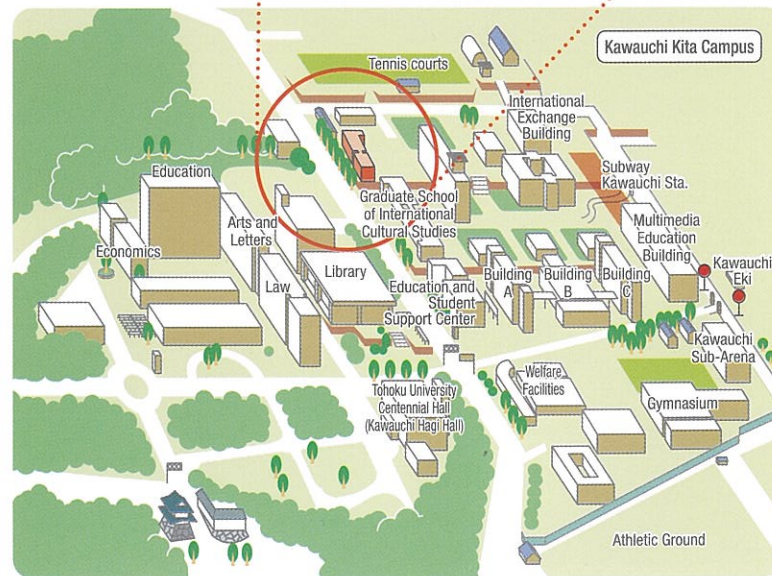 Kawauchi Kita Campus
Tennis courts
International
Exchange
Building
Education
Subway
Kawauchi Sta.
Graduate School
of International
Cultural Studies
Arts and
Letters
Multimedia
Education
Building
Economics
Library
Law
Education and
Student
Support Center
Building
A
Building
B
Building
C
Kawauchi
Eki
Kawauchi
Sub-Arena
Welfare
Facilities
Tohoku University
Centennial Hall
(Kawauchi Hagi Hall)
Gymnasium
Athletic Ground